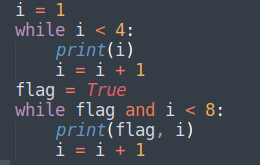 i = 1
while i < 4:
    print(i)
    i = i + 1
flag = True
while flag and i < 8:
    print(flag, i)
    i = i + 1